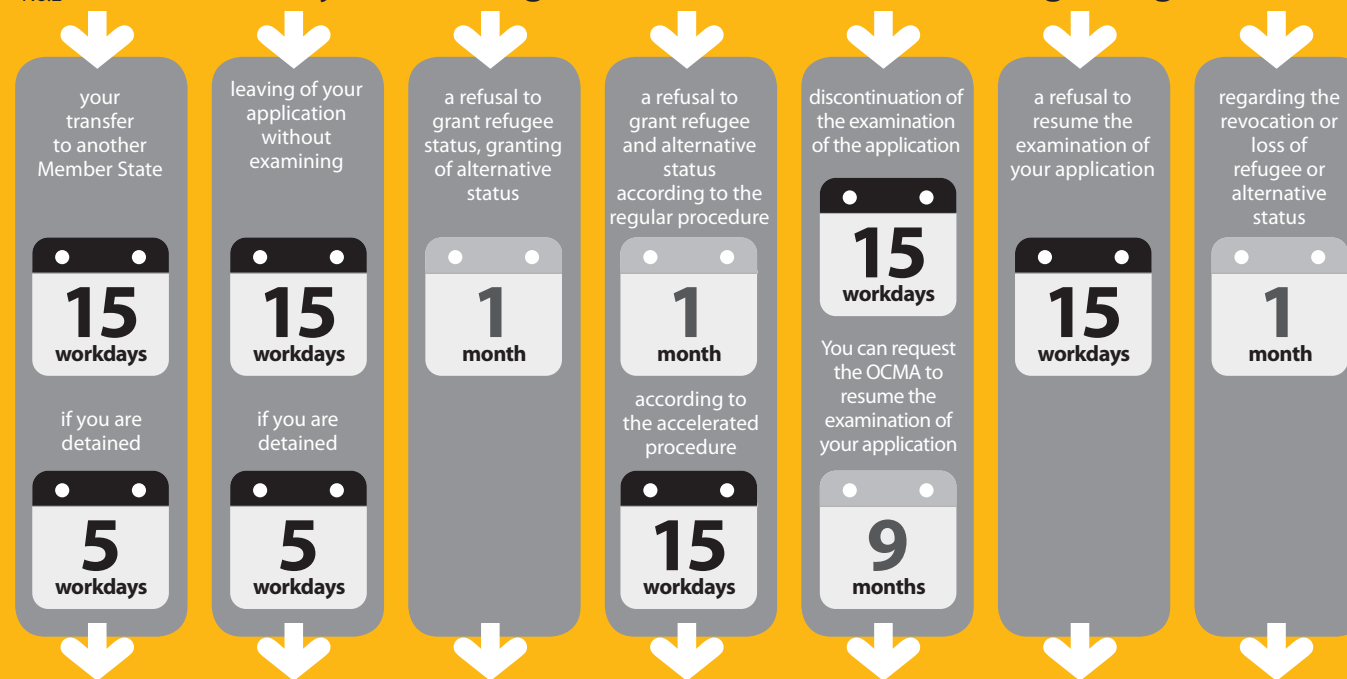 your
transfer
to another
Member State
15
workdays
if you are
detained
5
workdays
leaving of your
application
without
examining
15
workdays
if you are
detained
5
workdays
a refusal to
grant refugee
status, granting
of alternative
status
1
month
a refusal to
grant refugee
and alternative
status
according to the
regular procedure
1
month
according to
the accelerated
procedure
15
workdays
discontinuation of
the examination
of the application
15
workdays
You can request
the OCMA to
resume the
examination of
your application
9
months
a refusal to
resume the
examination of
your application
15
workdays
regarding the
revocation or
loss of
refugee or
alternative
status
1
month